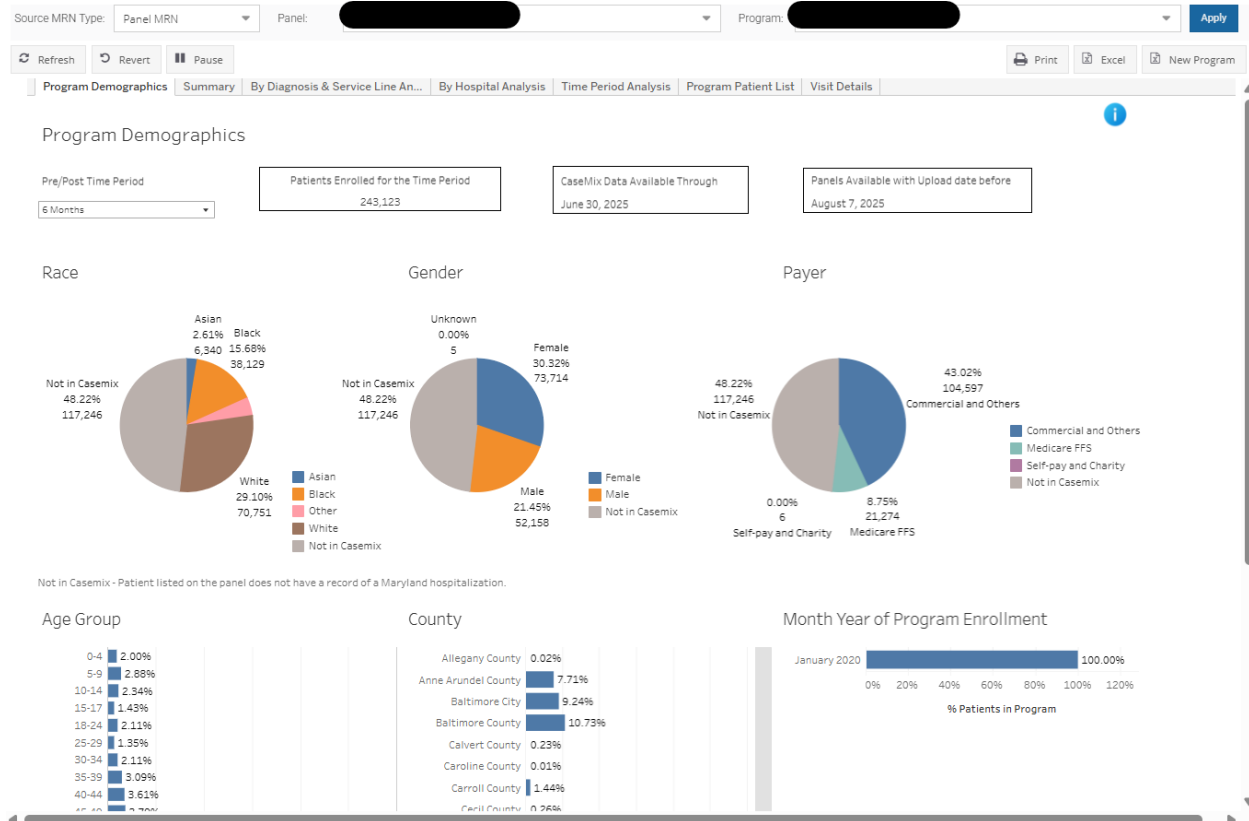 Source MRN Type: Panel MRN Panel: Program: Apply
Refresh Revert Pause Print Excel New Program
Program Demographics Summary By Diagnosis & Service Line An... By Hospital Analysis Time Period Analysis Program Patient List Visit Details
i
Program Demographics
Pre/Post Time Period
6 Months
Patients Enrolled for the Time Period
243,123
CaseMix Data Available Through
June 30, 2025
Panels Available with Upload date before
August 7, 2025
Race
Asian
2.61%
6,340
Black
15.68%
38,129
Not in Casemix
48.22%
117,246
White
29.10%
70,751
Asian
Black
Other
White
Not in Casemix
Gender
Unknown
0.00%
5
Female
30.32%
73,714
Not in Casemix
48.22%
117,246
Male
21.45%
52,158
Female
Male
Not in Casemix
Payer
48.22%
117,246
Not in Casemix
43.02%
104,597
Commercial and Others
0.00%
6
Self-pay and Charity
8.75%
21,274
Medicare FFS
Commercial and Others
Medicare FFS
Self-pay and Charity
Not in Casemix
Not in Casemix - Patient listed on the panel does not have a record of a Maryland hospitalization.
Age Group
0-4 2.00%
5-9 2.88%
10-14 2.34%
15-17 1.43%
18-24 2.11%
25-29 1.35%
30-34 2.11%
35-39 3.09%
40-44 3.61%
County
Allegany County 0.02%
Anne Arundel County 7.71%
Baltimore City 9.24%
Baltimore County 10.73%
Calvert County 0.23%
Caroline County 0.01%
Carroll County 1.44%
Cecil County 0.26%
Month Year of Program Enrollment
January 2020 100.00%
0% 20% 40% 60% 80% 100% 120%
% Patients in Program